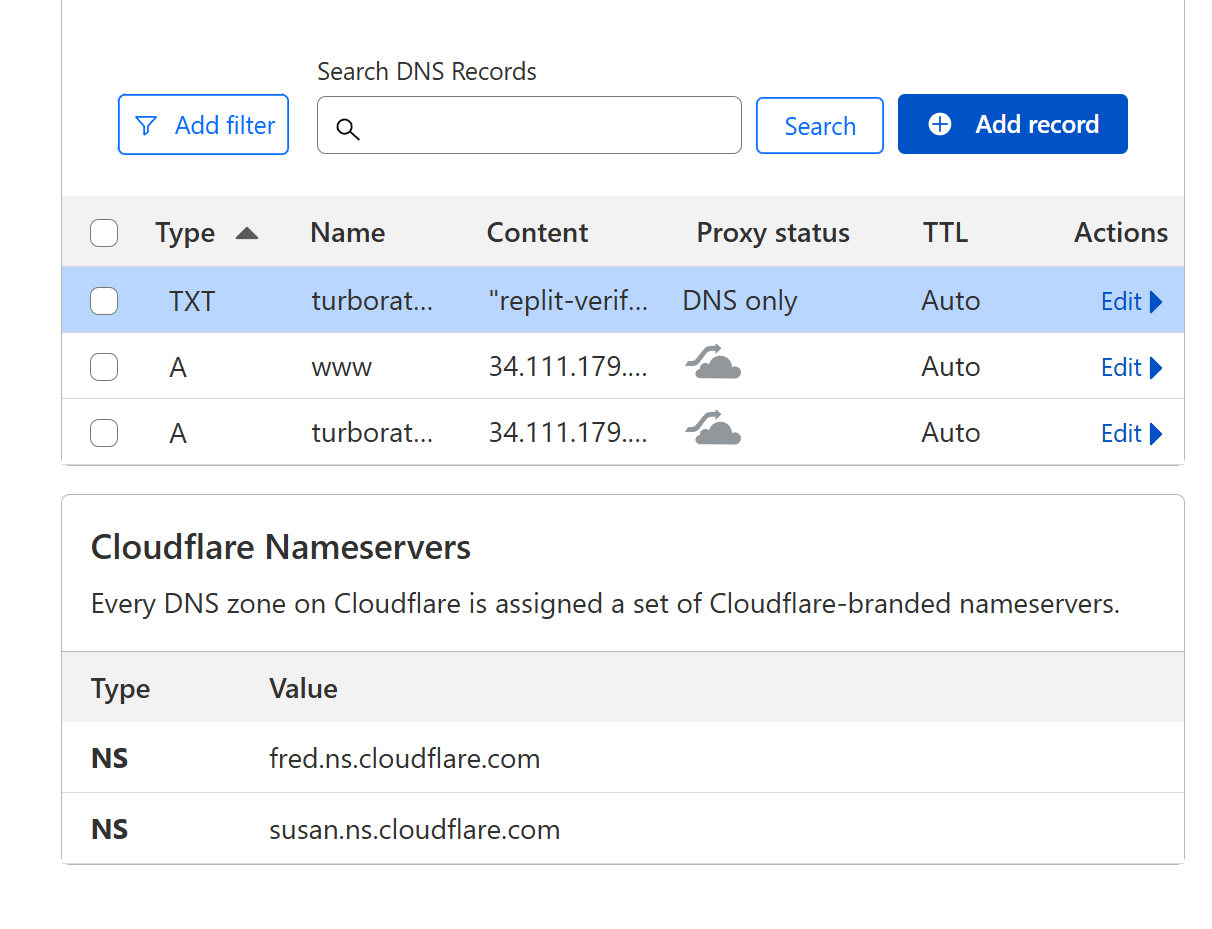 Search DNS Records
Add filter
Search
Add record
Type Name Content Proxy status TTL Actions
TXT turborat... "replit-verif... DNS only Auto Edit
A www 34.111.179.... Auto Edit
A turborat... 34.111.179.... Auto Edit
Cloudflare Nameservers
Every DNS zone on Cloudflare is assigned a set of Cloudflare-branded nameservers.
Type Value
NS fred.ns.cloudflare.com
NS susan.ns.cloudflare.com